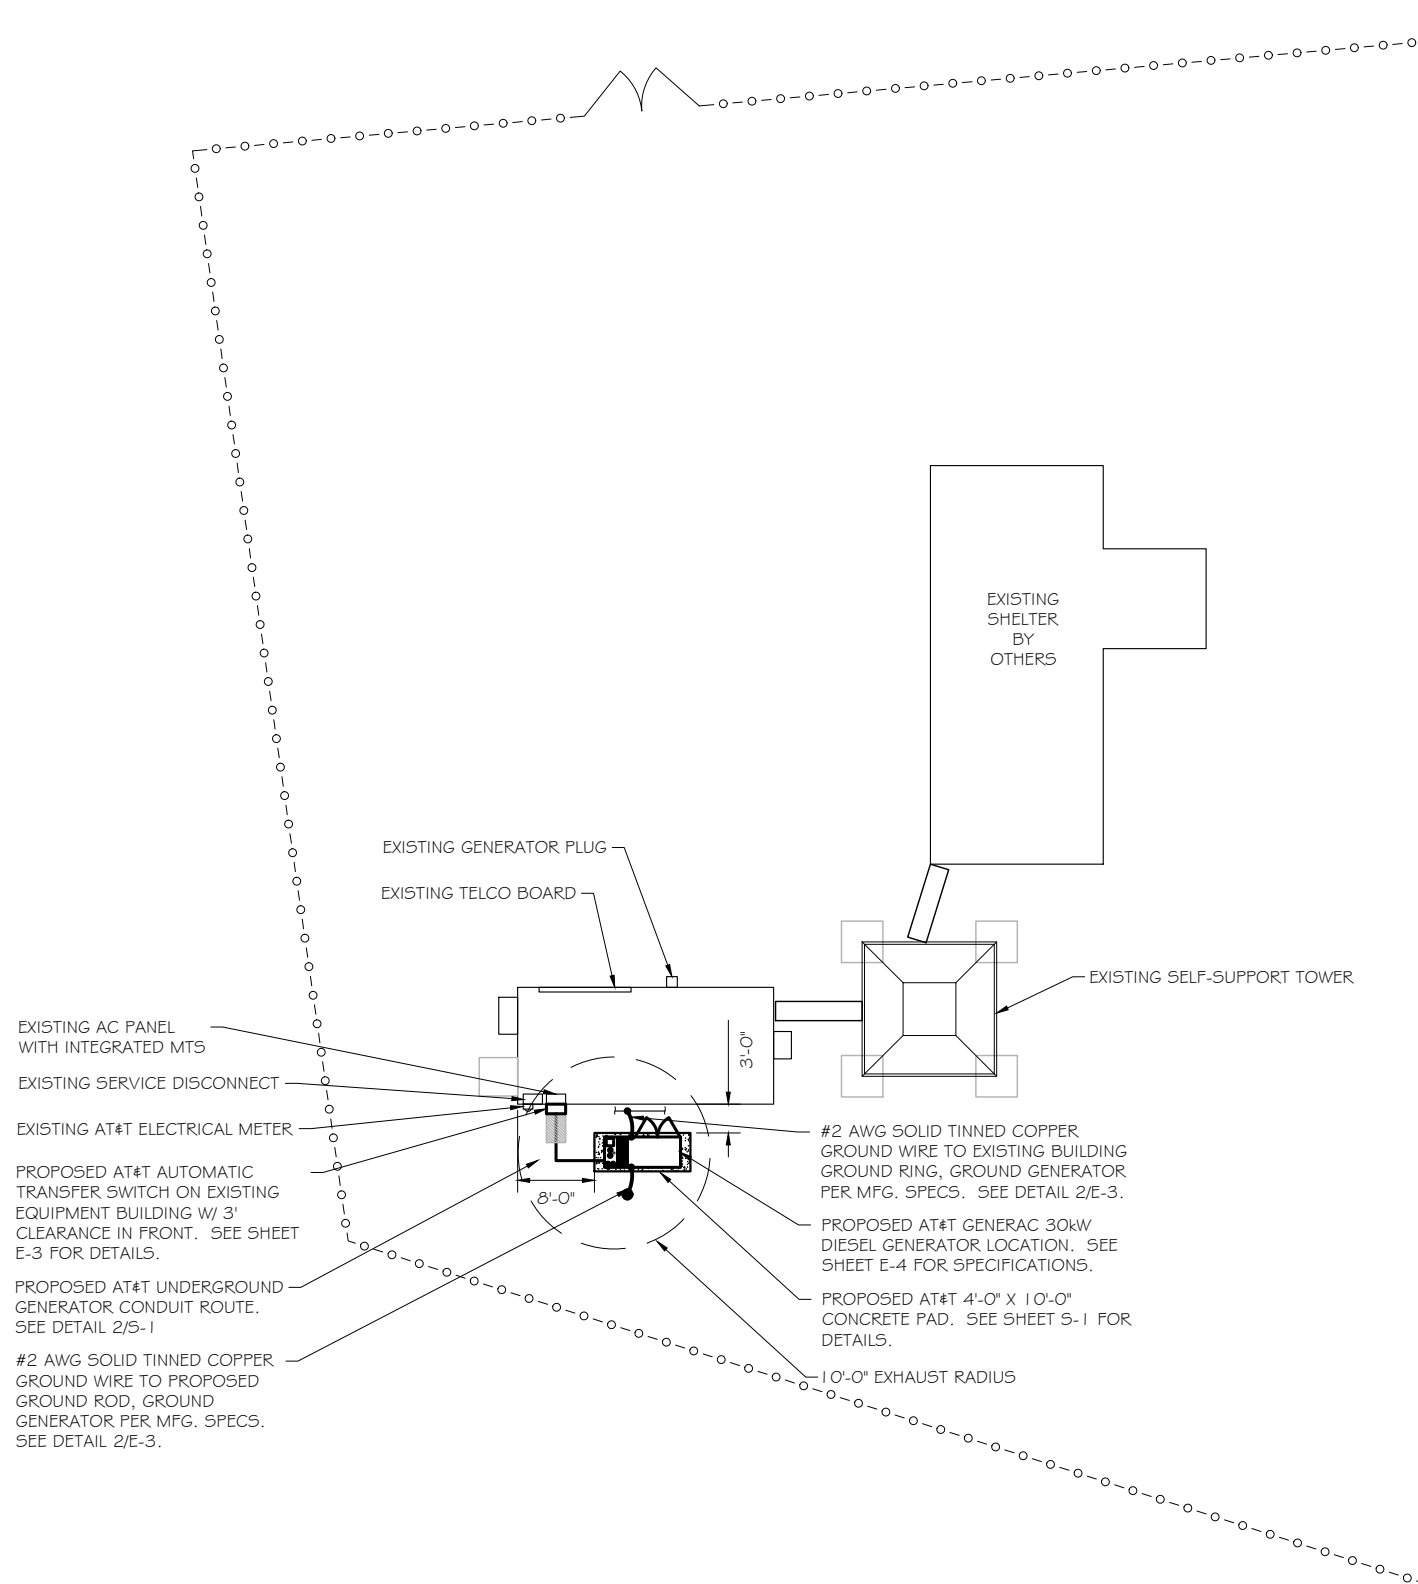 EXISTING
SHELTER
BY
OTHERS
EXISTING GENERATOR PLUG
EXISTING TELCO BOARD
EXISTING SELF-SUPPORT TOWER
EXISTING AC PANEL
WITH INTEGRATED MTS
EXISTING SERVICE DISCONNECT
EXISTING AT&T ELECTRICAL METER
PROPOSED AT&T AUTOMATIC
TRANSFER SWITCH ON EXISTING
EQUIPMENT BUILDING W/ 3'
CLEARANCE IN FRONT. SEE SHEET
E-3 FOR DETAILS.
PROPOSED AT&T UNDERGROUND
GENERATOR CONDUIT ROUTE.
SEE DETAIL 2/S-1
#2 AWG SOLID TINNED COPPER
GROUND WIRE TO PROPOSED
GROUND ROD, GROUND
GENERATOR PER MFG. SPECS.
SEE DETAIL 2/E-3.
3'-0"
8'-0"
#2 AWG SOLID TINNED COPPER
GROUND WIRE TO EXISTING BUILDING
GROUND RING, GROUND GENERATOR
PER MFG. SPECS. SEE DETAIL 2/E-3.
PROPOSED AT&T GENERAC 30kW
DIESEL GENERATOR LOCATION. SEE
SHEET E-4 FOR SPECIFICATIONS.
PROPOSED AT&T 4'-0" X 10'-0"
CONCRETE PAD. SEE SHEET S-1 FOR
DETAILS.
10'-0" EXHAUST RADIUS